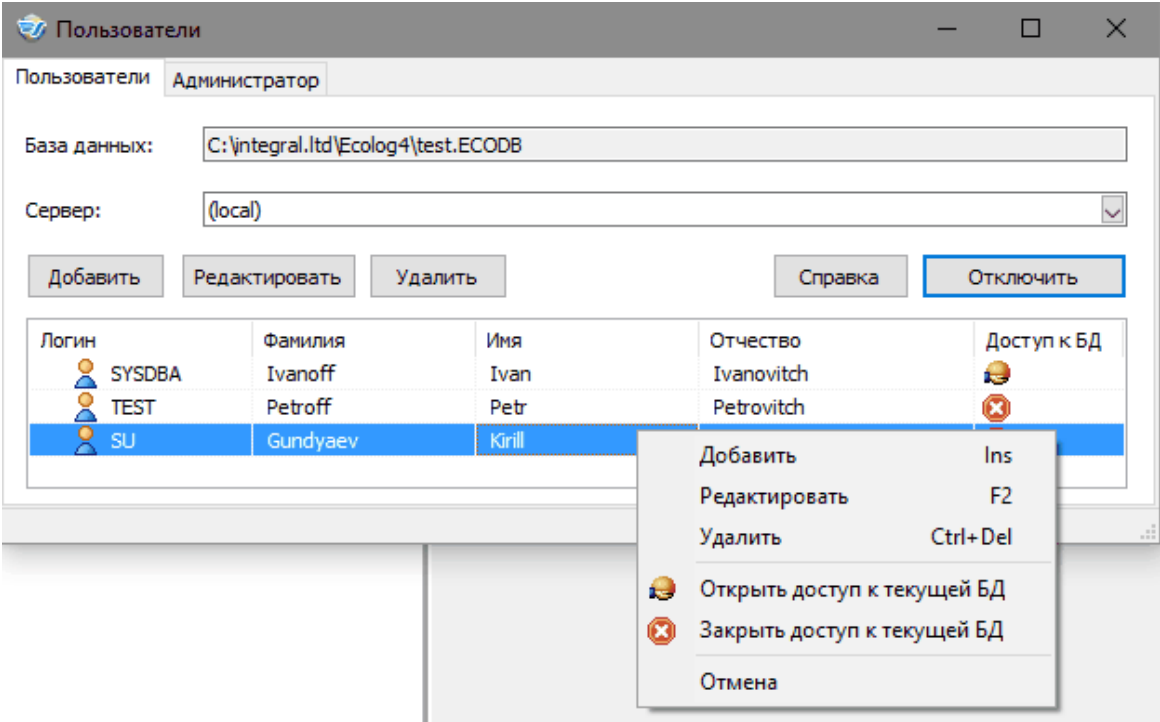 Пользователи
Пользователи Администратор
База данных: C:\integral.ltd\Ecolog4\test.ECODB
Сервер: (local)
Добавить Редактировать Удалить Справка Отключить
Логин Фамилия Имя Отчество Доступ к БД
SYSDBA Ivanoff Ivan Ivanovitch
TEST Petroff Petr Petrovitch
SU Gundyaev Kirill
Добавить Ins
Редактировать F2
Удалить Ctrl+Del
Открыть доступ к текущей БД
Закрыть доступ к текущей БД
Отмена